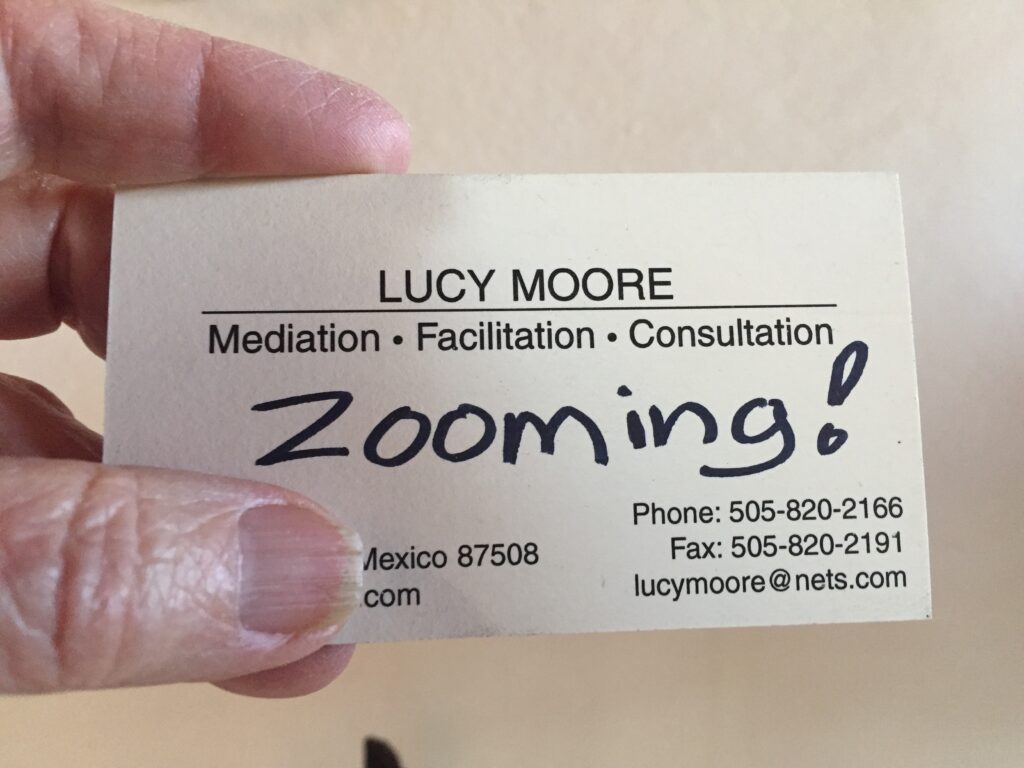 LUCY MOORE
Mediation • Facilitation • Consultation
Zooming!
Phone: 505-820-2166
Mexico 87508
Fax: 505-820-2191
.com
lucymoore@nets.com